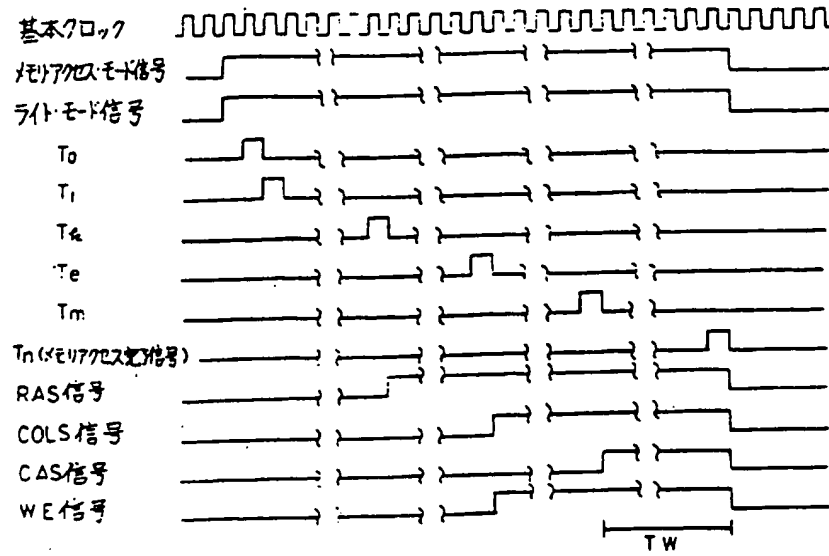 基本クロック
メモリアクセス・モード信号
ライト・モード信号
T0
T1
Tk
Te
Tm
Tn(メモリアクセス完了信号)
RAS信号
COLS信号
CAS信号
WE信号
TW